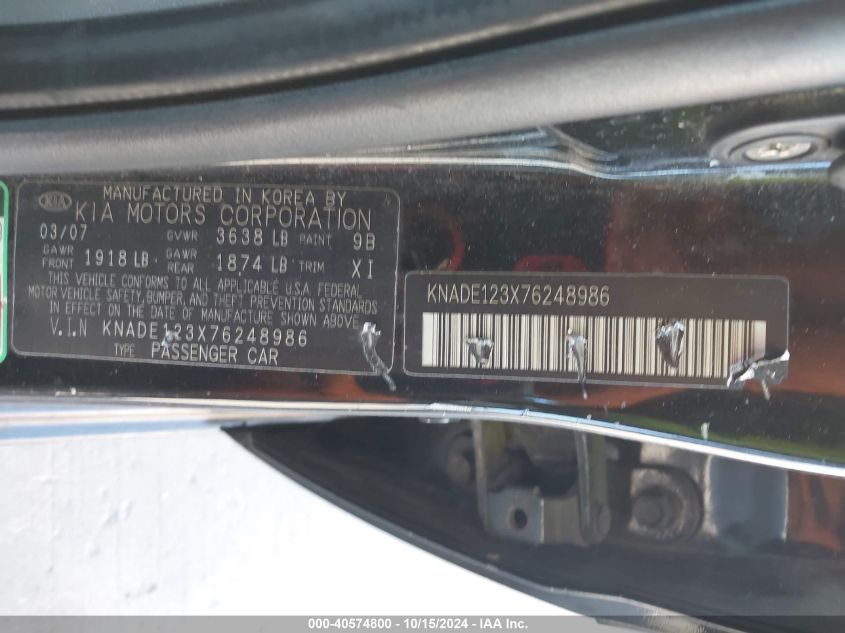 KIA
MANUFACTURED IN KOREA BY
KIA MOTORS CORPORATION
03/07 GVWR 3638 LB PAINT 9B
GAWR FRONT 1918 LB GAWR REAR 1874 LB TRIM XI
THIS VEHICLE CONFORMS TO ALL APPLICABLE U.S.A FEDERAL
MOTOR VEHICLE SAFETY, BUMPER, AND THEFT PREVENTION STANDARDS
IN EFFECT ON THE DATE OF MANUFACTURE SHOWN ABOVE
V.I.N KNADE123X76248986
TYPE PASSENGER CAR
KNADE123X76248986
000-40574800 - 10/15/2024 - IAA Inc.